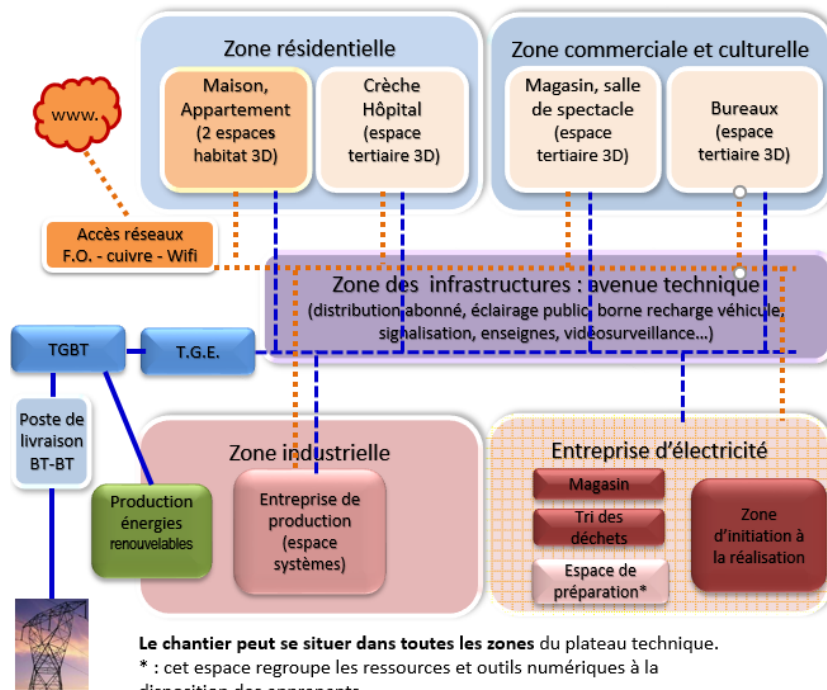 Zone résidentielle
Maison,
Appartement
(2 espaces
habitat 3D)
Crèche
Hôpital
(espace
tertiaire 3D)
Zone commerciale et culturelle
Magasin, salle
de spectacle
(espace
tertiaire 3D)
Bureaux
(espace
tertiaire 3D)
www.
Accès réseaux
F.O. - cuivre - Wifi
Zone des infrastructures : avenue technique
(distribution abonné, éclairage public, borne recharge véhicule,
signalisation, enseignes, vidéosurveillance...)
TGBT
T.G.E.
Poste de
livraison
BT-BT
Production
énergies
renouvelables
Zone industrielle
Entreprise de
production
(espace
systèmes)
Entreprise d’électricité
Magasin
Tri des
déchets
Espace de
préparation*
Zone
d’initiation à
la réalisation
Le chantier peut se situer dans toutes les zones du plateau technique.
* : cet espace regroupe les ressources et outils numériques à la
disposition des apprenants